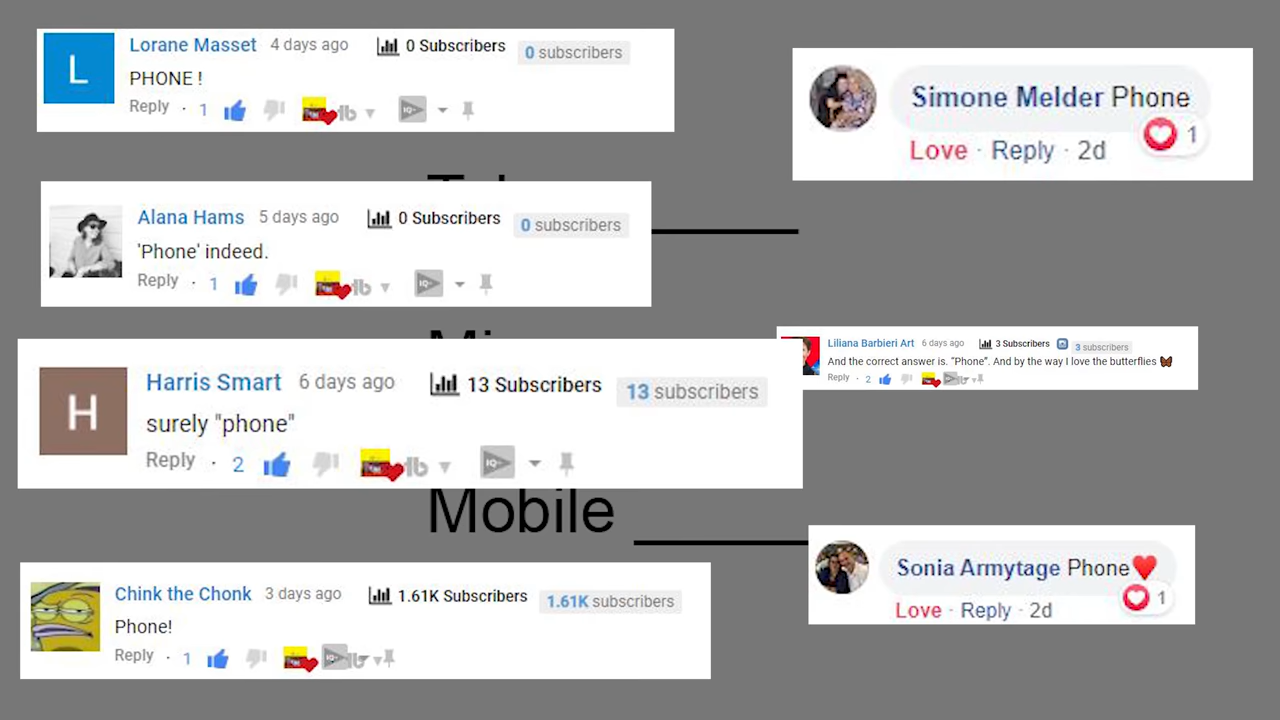 Lorane Masset 4 days ago 0 Subscribers 0 subscribers
PHONE !
Reply · 1
Simone Melder Phone
Love · Reply · 2d 1
Alana Hams 5 days ago 0 Subscribers 0 subscribers
'Phone' indeed.
Reply · 1
Liliana Barbieri Art 6 days ago 3 Subscribers 3 subscribers
And the correct answer is. "Phone". And by the way I love the butterflies 🦋
Reply · 2
Harris Smart 6 days ago 13 Subscribers 13 subscribers
surely "phone"
Reply · 2
Mobile ______
Sonia Armytage Phone❤️
Love · Reply · 2d 1
Chink the Chonk 3 days ago 1.61K Subscribers 1.61K subscribers
Phone!
Reply · 1